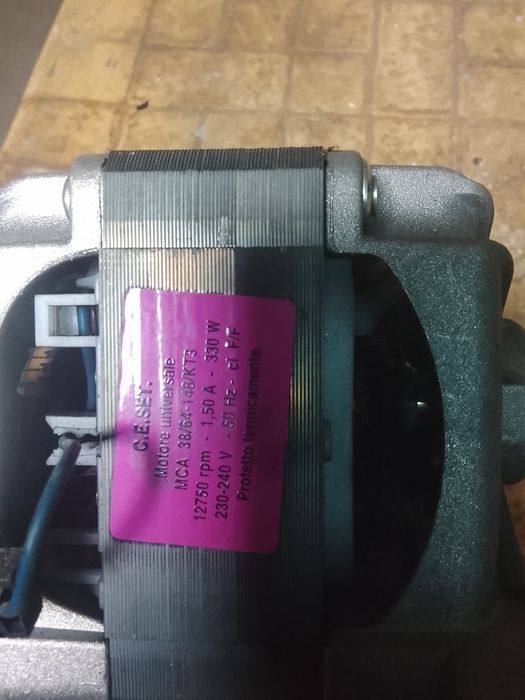 C.E.SET.
Motore universale
MCA 38/64-148/KT3
12750 rpm - 1,50 A - 330 W
230-240 V - 50 Hz - cl F/F
Protetto termicamente